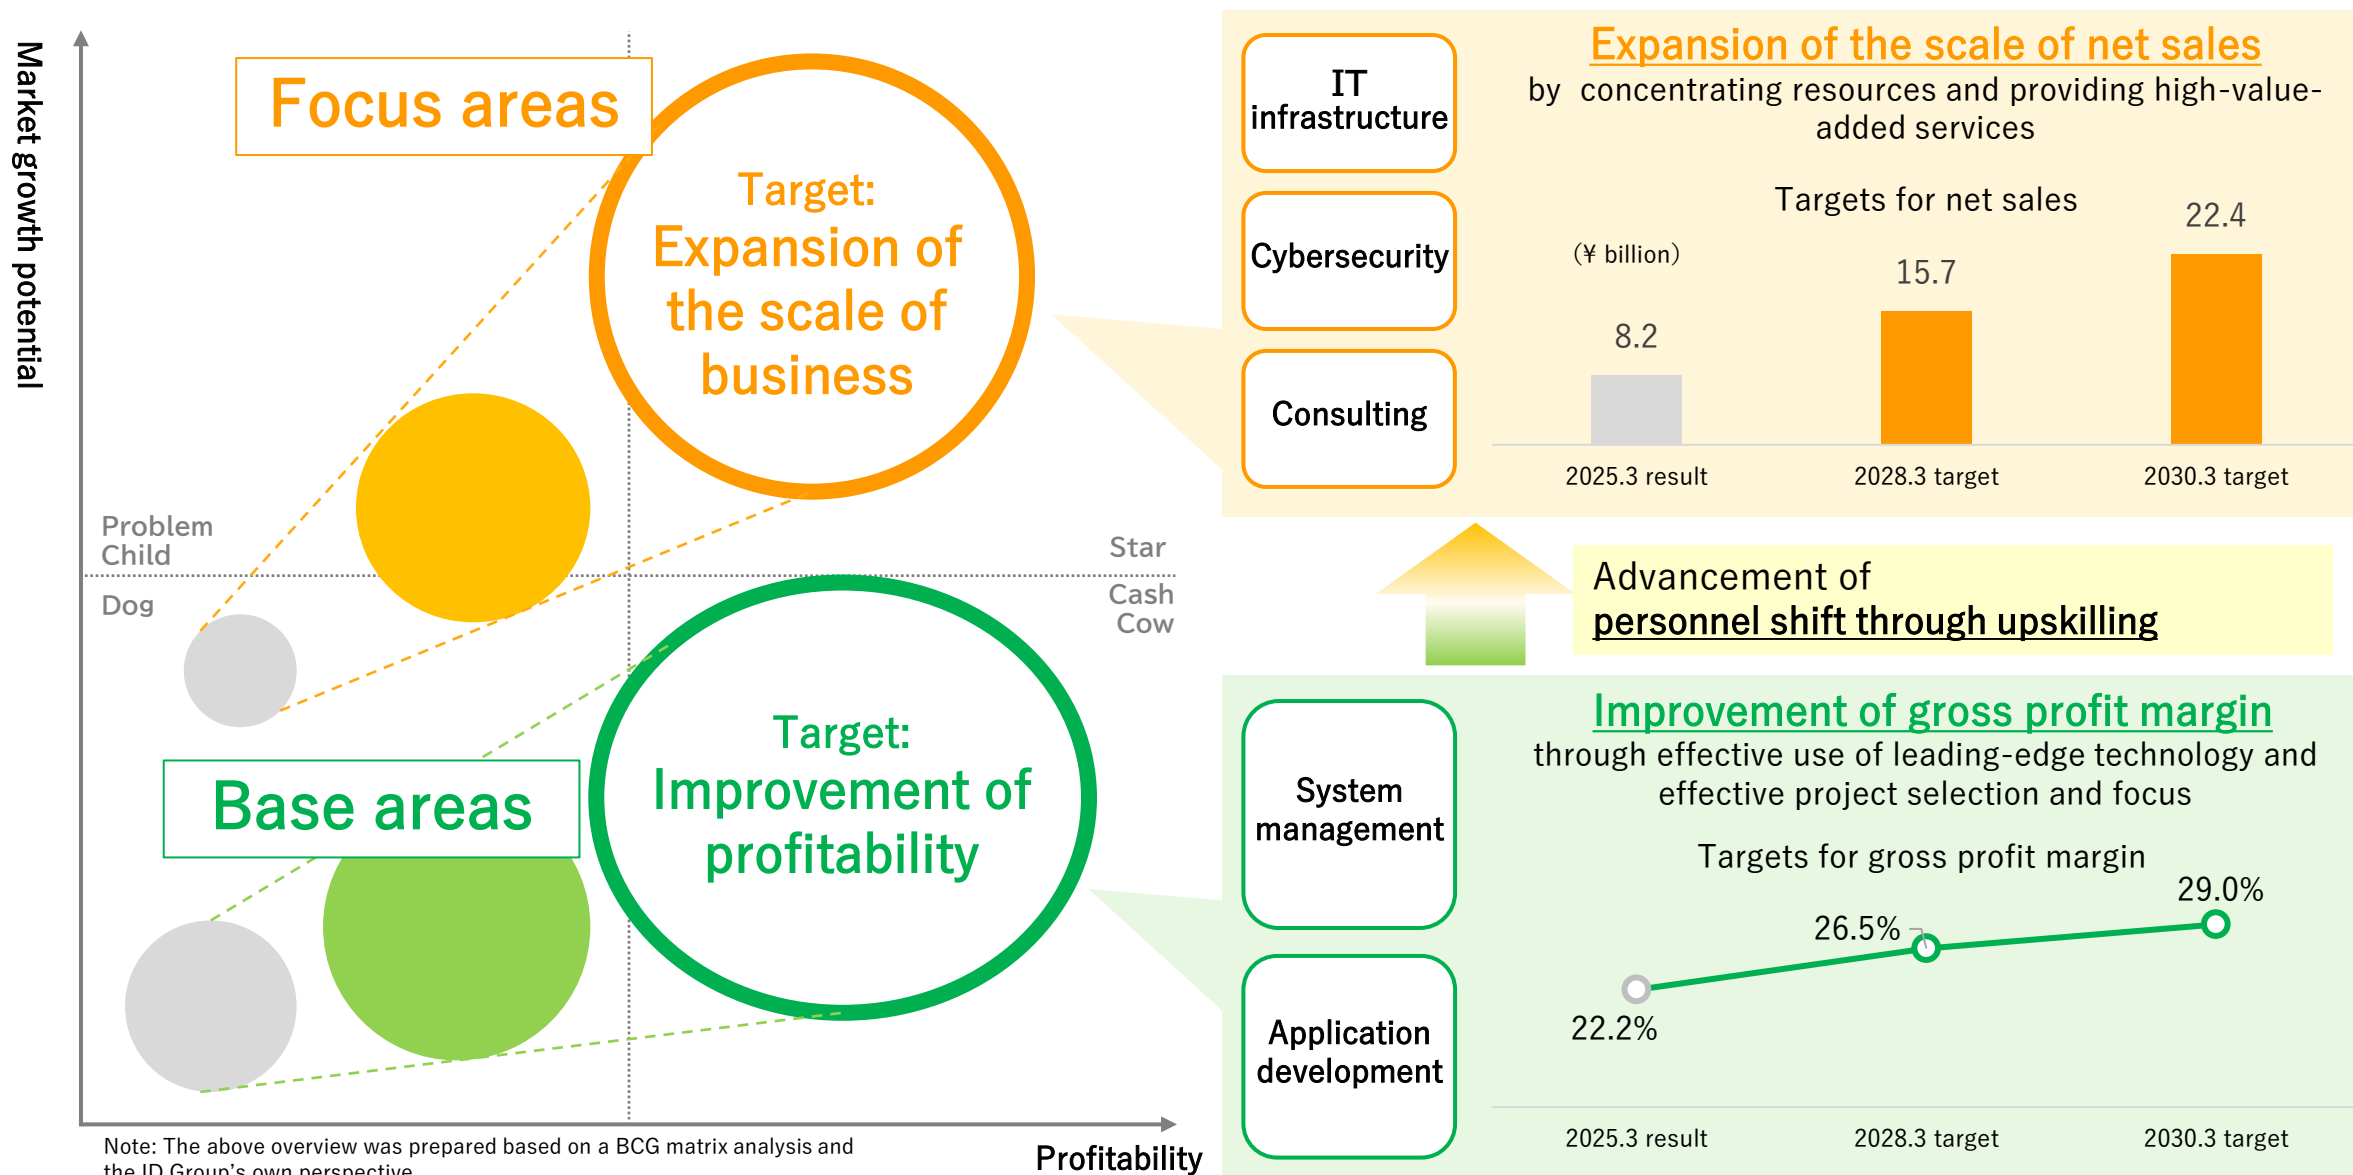 Market growth potential
Focus areas
Target:
Expansion of
the scale of
business
Problem
Child
Star
Dog
Cash
Cow
Target:
Improvement of
profitability
Base areas
Note: The above overview was prepared based on a BCG matrix analysis and
the ID Group's own perspective
Profitability
IT
infrastructure
Cybersecurity
Consulting
Expansion of the scale of net sales
by concentrating resources and providing high-value-
added services
Targets for net sales
(¥ billion)
8.2
15.7
22.4
2025.3 result
2028.3 target
2030.3 target
Advancement of
personnel shift through upskilling
System
management
Application
development
Improvement of gross profit margin
through effective use of leading-edge technology and
effective project selection and focus
Targets for gross profit margin
22.2%
26.5%
29.0%
2025.3 result
2028.3 target
2030.3 target